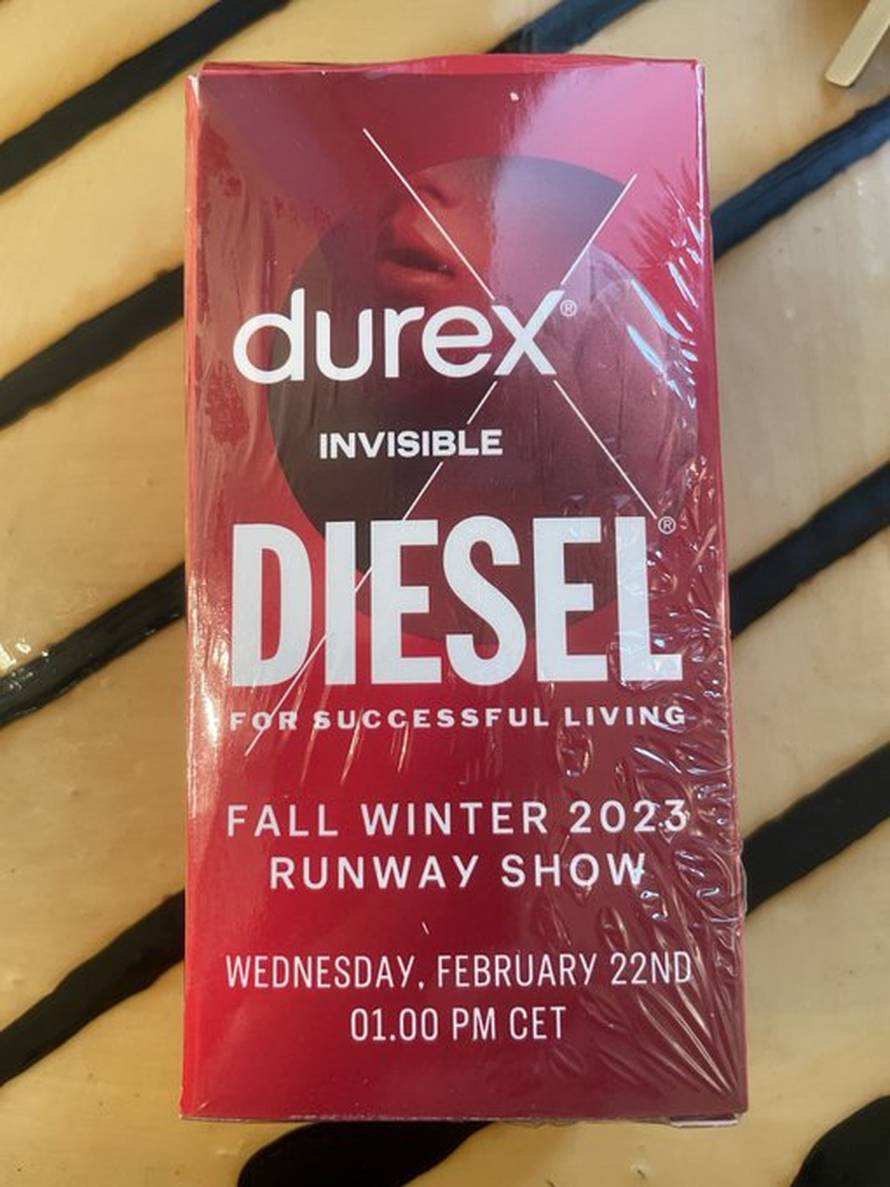 durex®
INVISIBLE
DIESEL®
FOR SUCCESSFUL LIVING
FALL WINTER 2023
RUNWAY SHOW
WEDNESDAY, FEBRUARY 22ND
01.00 PM CET